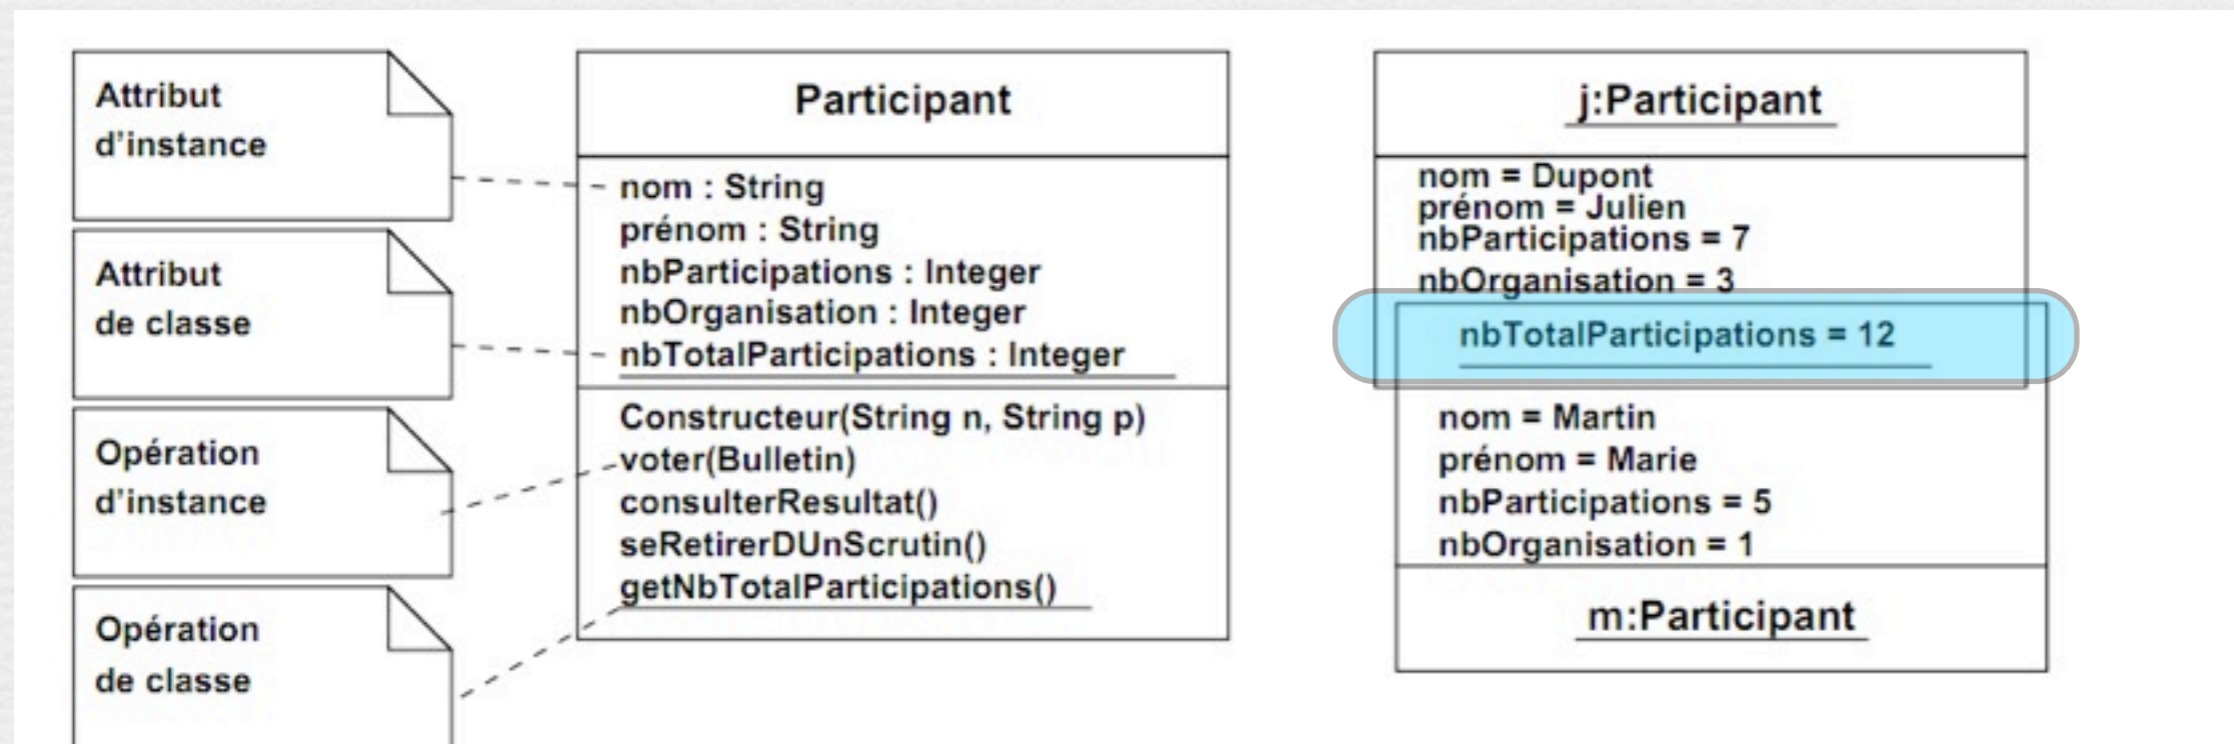 Attribut
d'instance
Attribut
de classe
Opération
d'instance
Opération
de classe
Participant
nom : String
prénom : String
nbParticipations : Integer
nbOrganisation : Integer
nbTotalParticipations : Integer
Constructeur(String n, String p)
voter(Bulletin)
consulterResultat()
seRetirerDUnScrutin()
getNbTotalParticipations()
j:Participant
nom = Dupont
prénom = Julien
nbParticipations = 7
nbOrganisation = 3
nbTotalParticipations = 12
nom = Martin
prénom = Marie
nbParticipations = 5
nbOrganisation = 1
m:Participant